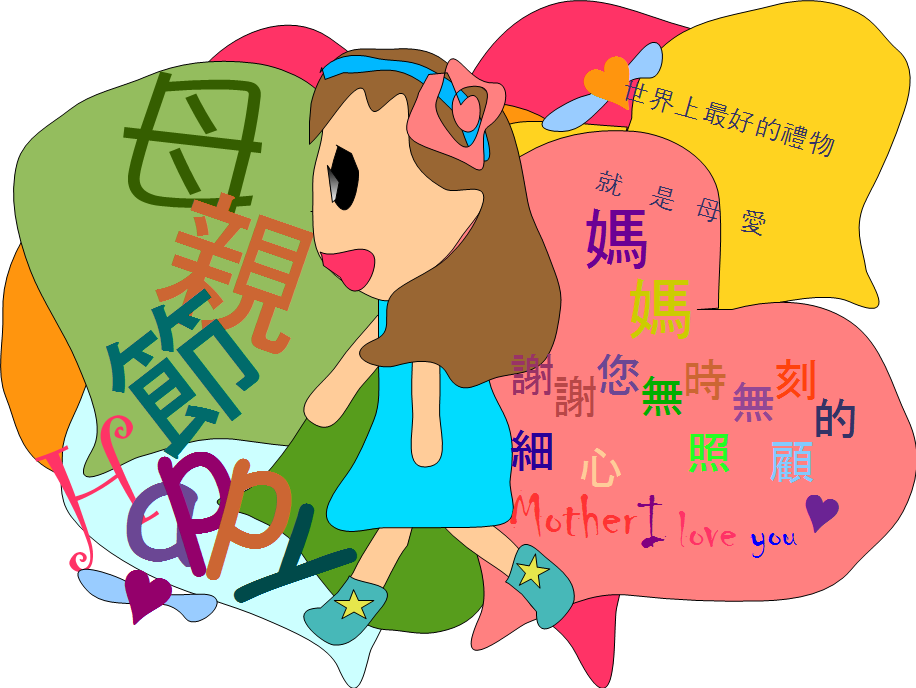 母親節
Happy
世界上最好的禮物
就是母愛
媽媽
謝謝您無時無刻的
細心照顧
Mother I love you